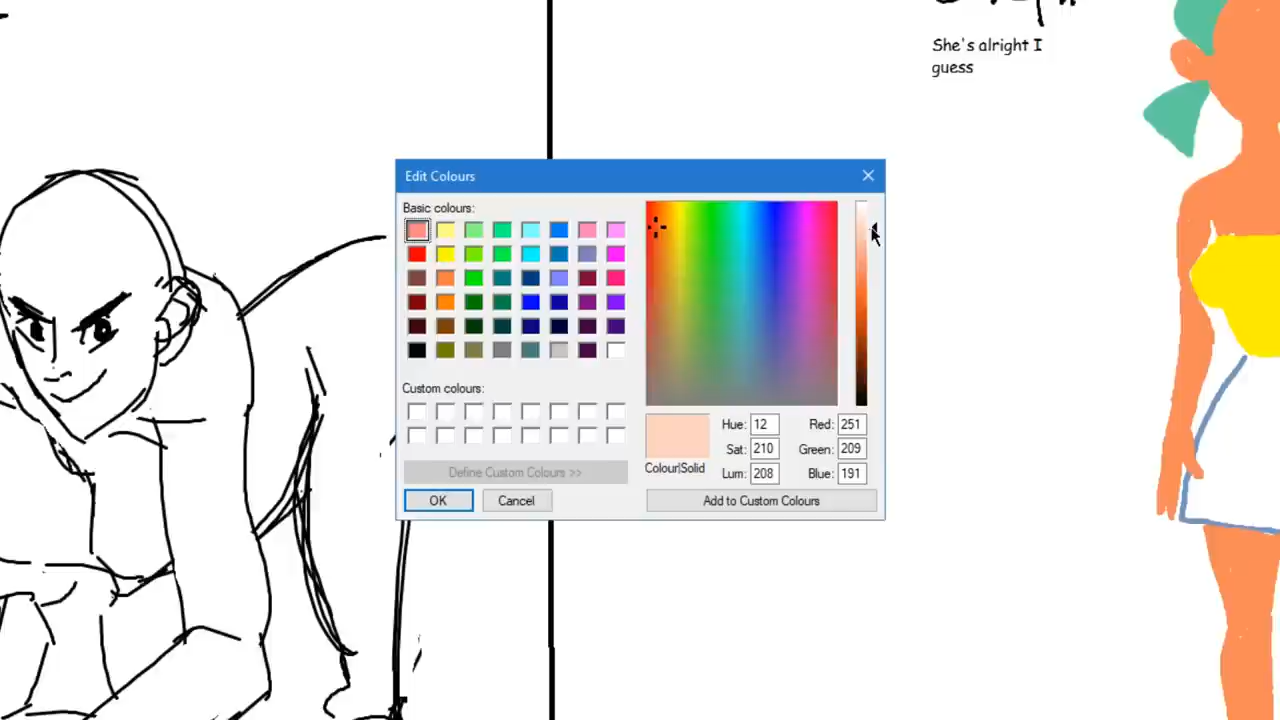 She's alright I
guess
Edit Colours
Basic colours:
Custom colours:
Define Custom Colours >>
OK
Cancel
Colour|Solid
Hue: 12
Sat: 210
Lum: 208
Red: 251
Green: 209
Blue: 191
Add to Custom Colours